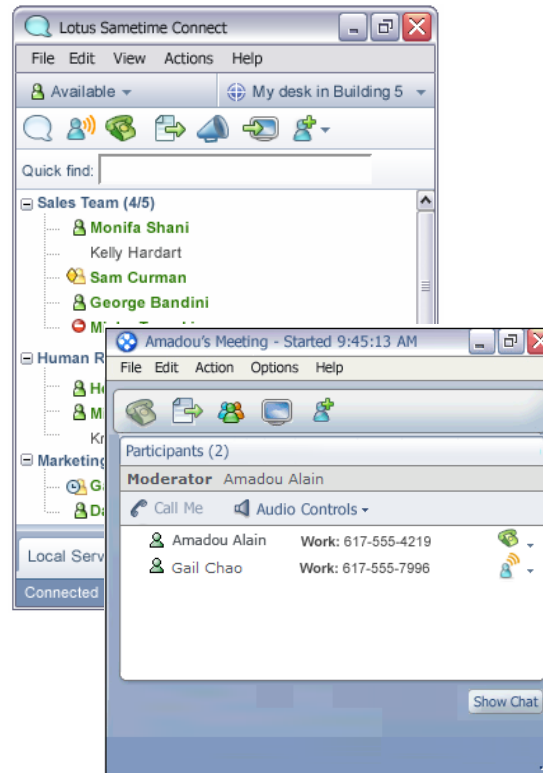 Lotus Sametime Connect
File Edit View Actions Help
Available My desk in Building 5
Quick find:
Sales Team (4/5)
Monifa Shani
Kelly Hardart
Sam Curman
George Bandini
Human R
Marketing
Local Serv
Connected
Amadou's Meeting - Started 9:45:13 AM
File Edit Action Options Help
Participants (2)
Moderator Amadou Alain
Call Me Audio Controls
Amadou Alain Work: 617-555-4219
Gail Chao Work: 617-555-7996
Show Chat